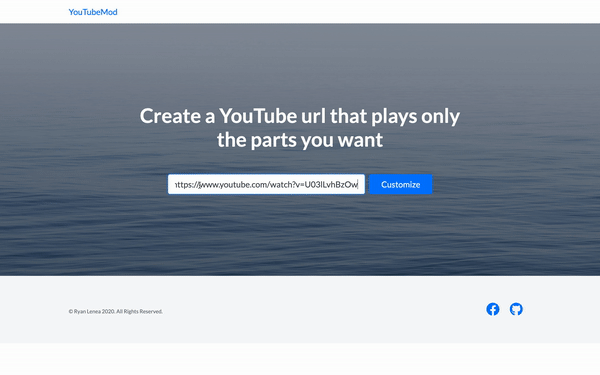 YouTubeMod
Create a YouTube url that plays only
the parts you want
https://www.youtube.com/watch?v=U03lLvhBzOw
Customize
© Ryan Lenea 2020. All Rights Reserved.